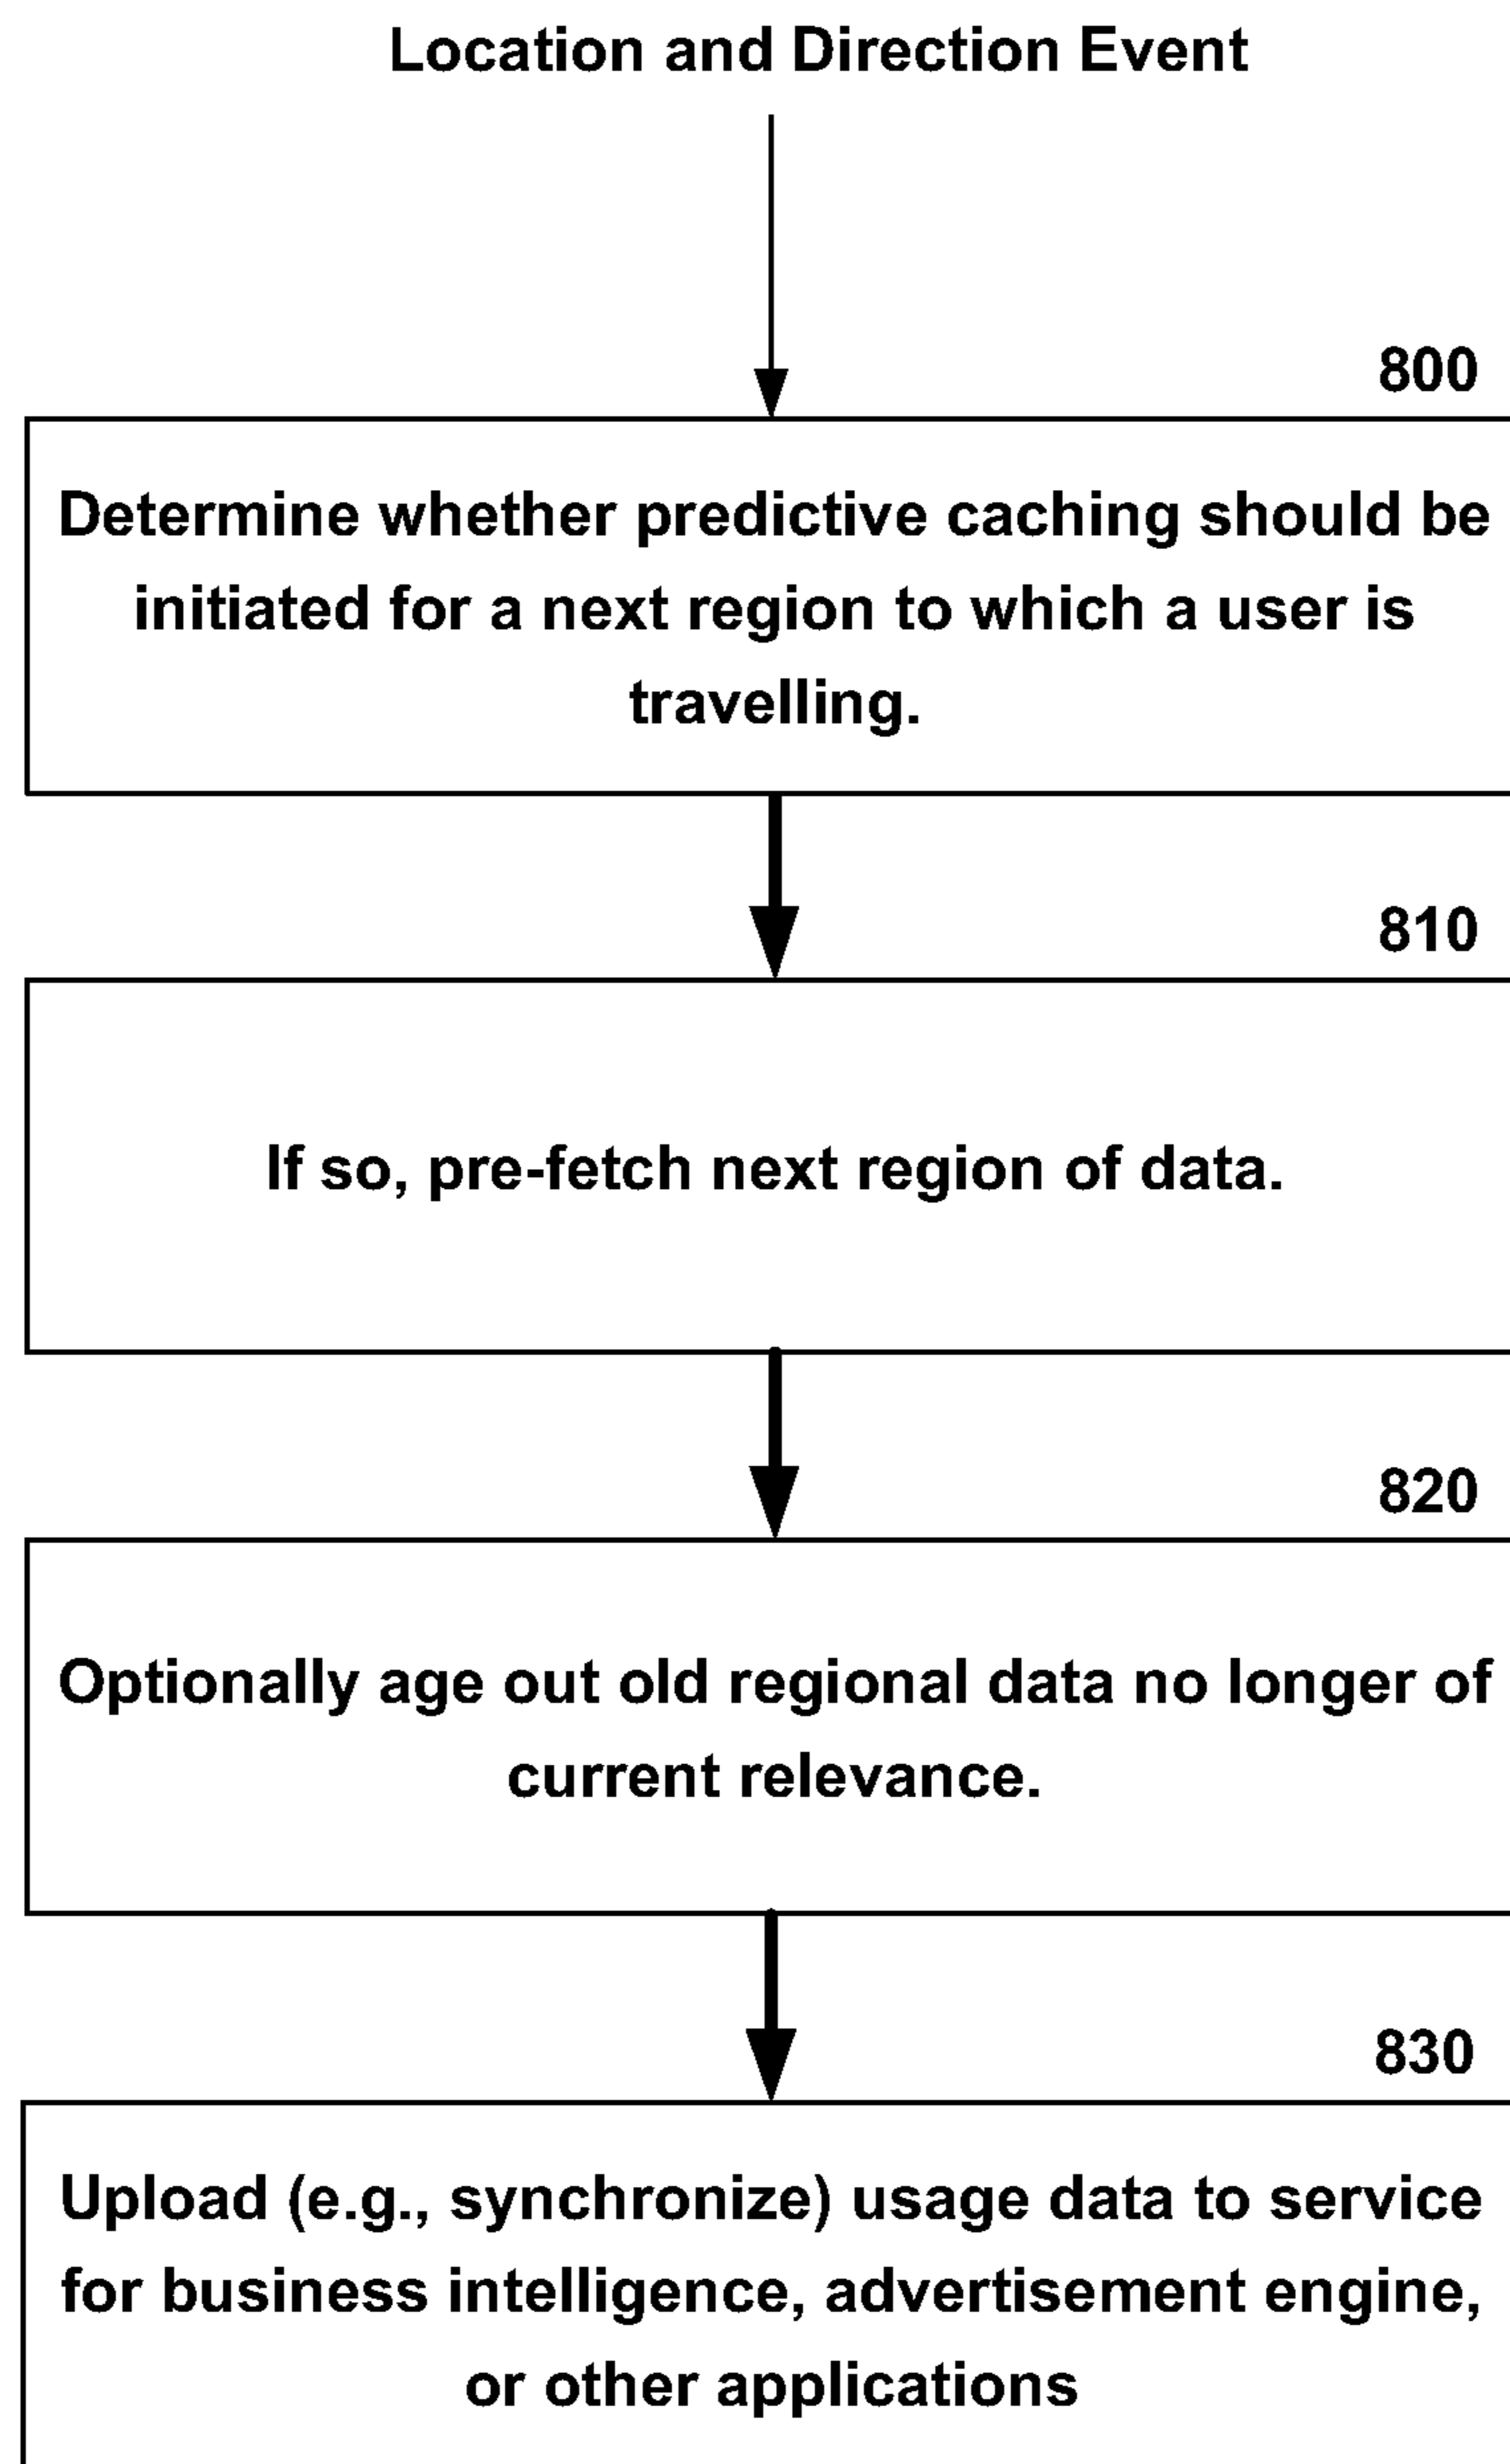 Location and Direction Event
800
Determine whether predictive caching should be
initiated for a next region to which a user is
travelling.
810
If so, pre-fetch next region of data.
820
Optionally age out old regional data no longer of
current relevance.
830
Upload (e.g., synchronize) usage data to service
for business intelligence, advertisement engine,
or other applications